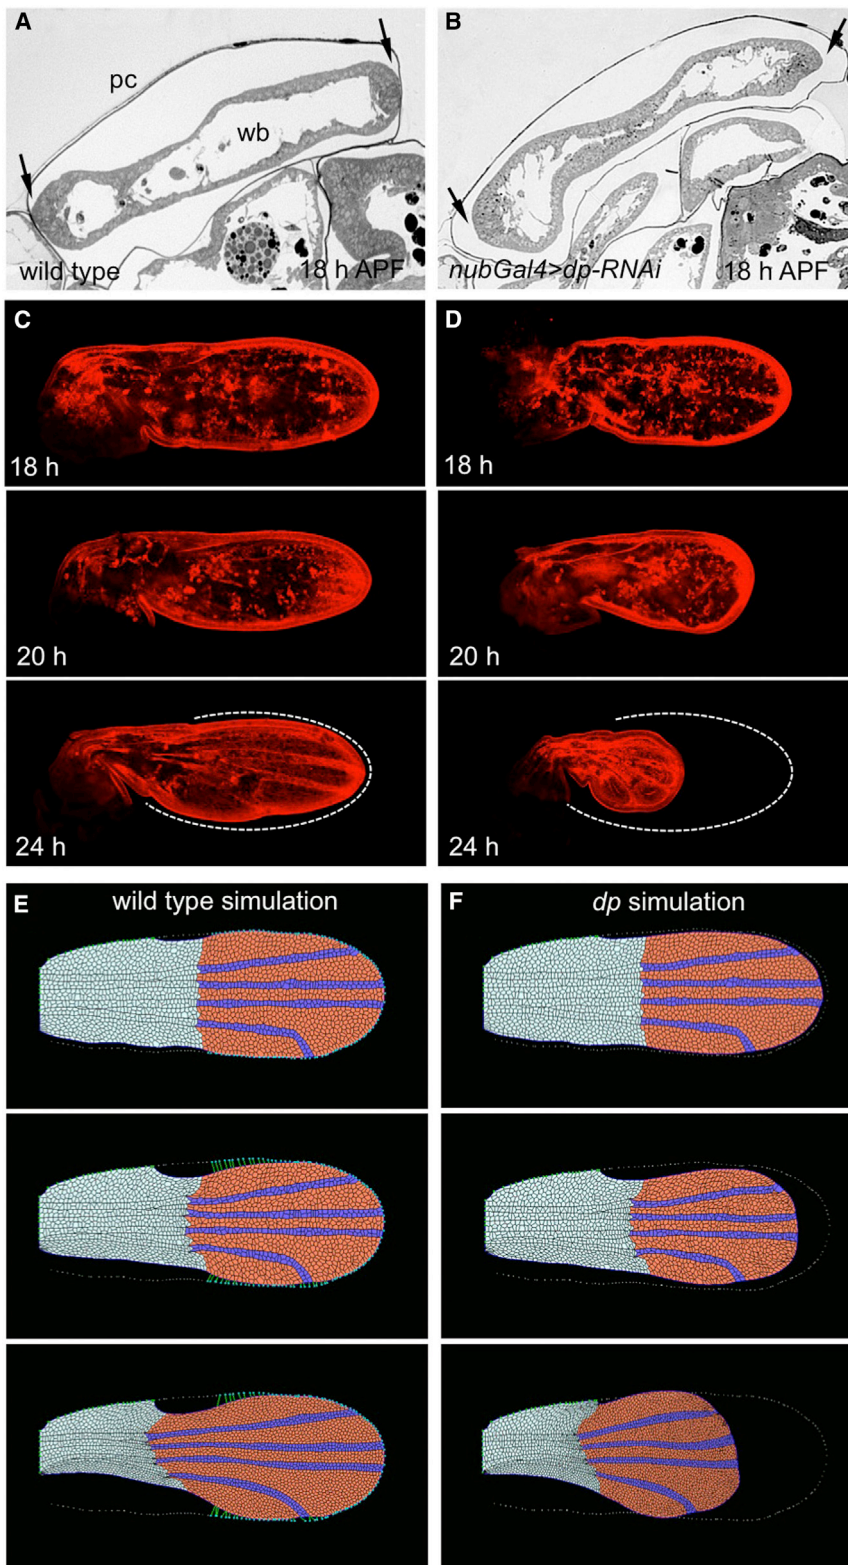 A
pc
wb
wild type
18 h APF
B
nubGal4>dp-RNAi
18 h APF
C
18 h
20 h
24 h
D
18 h
20 h
24 h
E
wild type simulation
F
dp simulation